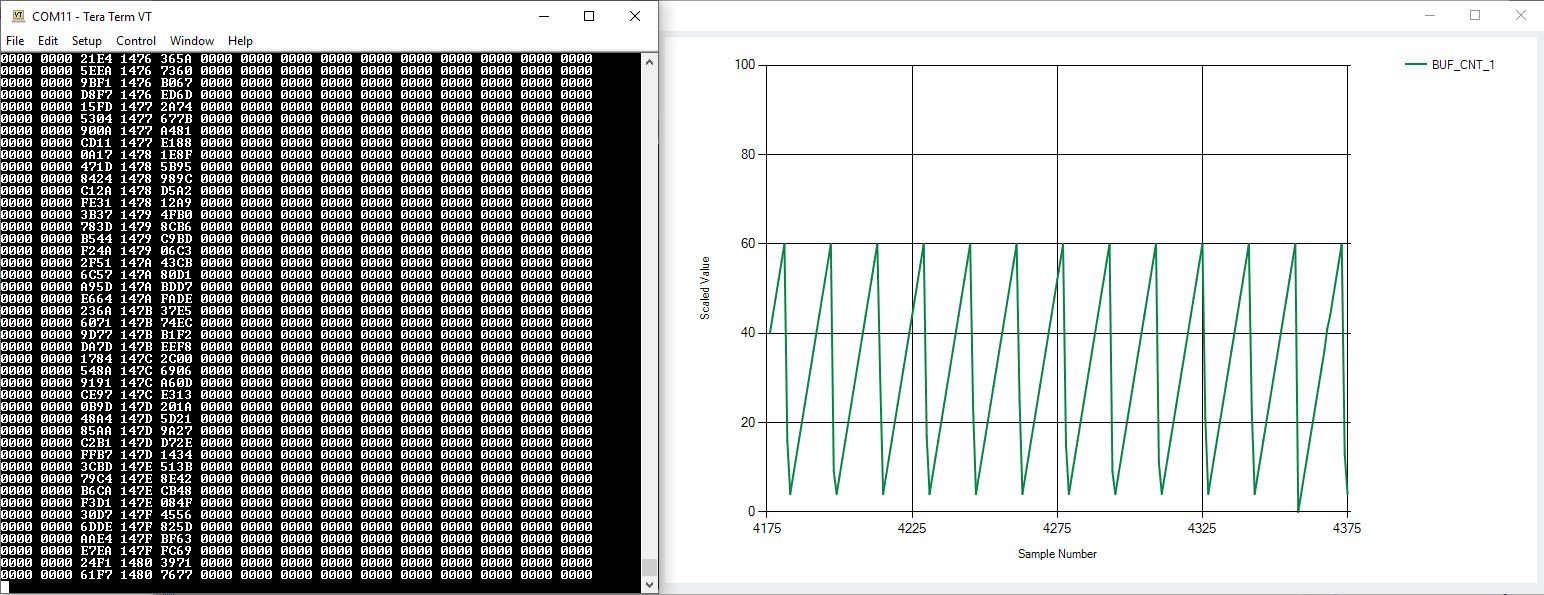 COM11 - Tera Term VT
File Edit Setup Control Window Help
0000 0000 21E4 1476 365A 0000 0000 0000 0000 0000 0000 0000 0000 0000 0000
0000 0000 5EEA 1476 7360 0000 0000 0000 0000 0000 0000 0000 0000 0000 0000
0000 0000 9BF1 1476 B067 0000 0000 0000 0000 0000 0000 0000 0000 0000 0000
0000 0000 D8F7 1476 ED6D 0000 0000 0000 0000 0000 0000 0000 0000 0000 0000
0000 0000 15FD 1477 2A74 0000 0000 0000 0000 0000 0000 0000 0000 0000 0000
0000 0000 5304 1477 677B 0000 0000 0000 0000 0000 0000 0000 0000 0000 0000
0000 0000 900A 1477 A481 0000 0000 0000 0000 0000 0000 0000 0000 0000 0000
0000 0000 CD11 1477 E188 0000 0000 0000 0000 0000 0000 0000 0000 0000 0000
0000 0000 0A17 1478 1E8F 0000 0000 0000 0000 0000 0000 0000 0000 0000 0000
0000 0000 471D 1478 5B95 0000 0000 0000 0000 0000 0000 0000 0000 0000 0000
0000 0000 8424 1478 989C 0000 0000 0000 0000 0000 0000 0000 0000 0000 0000
0000 0000 C12A 1478 D5A2 0000 0000 0000 0000 0000 0000 0000 0000 0000 0000
0000 0000 FE31 1478 12A9 0000 0000 0000 0000 0000 0000 0000 0000 0000 0000
0000 0000 3B37 1479 4FB0 0000 0000 0000 0000 0000 0000 0000 0000 0000 0000
0000 0000 783D 1479 8CB6 0000 0000 0000 0000 0000 0000 0000 0000 0000 0000
0000 0000 B544 1479 C9BD 0000 0000 0000 0000 0000 0000 0000 0000 0000 0000
0000 0000 F24A 1479 06C3 0000 0000 0000 0000 0000 0000 0000 0000 0000 0000
0000 0000 2F51 147A 43CB 0000 0000 0000 0000 0000 0000 0000 0000 0000 0000
0000 0000 6C57 147A 80D1 0000 0000 0000 0000 0000 0000 0000 0000 0000 0000
0000 0000 A95D 147A BDD7 0000 0000 0000 0000 0000 0000 0000 0000 0000 0000
0000 0000 E664 147A FADE 0000 0000 0000 0000 0000 0000 0000 0000 0000 0000
0000 0000 236A 147B 37E5 0000 0000 0000 0000 0000 0000 0000 0000 0000 0000
0000 0000 6071 147B 74EC 0000 0000 0000 0000 0000 0000 0000 0000 0000 0000
0000 0000 9D77 147B B1F2 0000 0000 0000 0000 0000 0000 0000 0000 0000 0000
0000 0000 DA7D 147B EEF8 0000 0000 0000 0000 0000 0000 0000 0000 0000 0000
0000 0000 1784 147C 2C00 0000 0000 0000 0000 0000 0000 0000 0000 0000 0000
0000 0000 548A 147C 6906 0000 0000 0000 0000 0000 0000 0000 0000 0000 0000
0000 0000 9191 147C A60D 0000 0000 0000 0000 0000 0000 0000 0000 0000 0000
0000 0000 CE97 147C E313 0000 0000 0000 0000 0000 0000 0000 0000 0000 0000
0000 0000 0B9D 147D 201A 0000 0000 0000 0000 0000 0000 0000 0000 0000 0000
0000 0000 48A4 147D 5D21 0000 0000 0000 0000 0000 0000 0000 0000 0000 0000
0000 0000 85AA 147D 9A27 0000 0000 0000 0000 0000 0000 0000 0000 0000 0000
0000 0000 C2B1 147D D72E 0000 0000 0000 0000 0000 0000 0000 0000 0000 0000
0000 0000 FFB7 147D 1434 0000 0000 0000 0000 0000 0000 0000 0000 0000 0000
0000 0000 3CBD 147E 513B 0000 0000 0000 0000 0000 0000 0000 0000 0000 0000
0000 0000 79C4 147E 8E42 0000 0000 0000 0000 0000 0000 0000 0000 0000 0000
0000 0000 B6CA 147E CB48 0000 0000 0000 0000 0000 0000 0000 0000 0000 0000
0000 0000 F3D1 147E 084F 0000 0000 0000 0000 0000 0000 0000 0000 0000 0000
0000 0000 30D7 147F 4556 0000 0000 0000 0000 0000 0000 0000 0000 0000 0000
0000 0000 6DDE 147F 825D 0000 0000 0000 0000 0000 0000 0000 0000 0000 0000
0000 0000 AAE4 147F BF63 0000 0000 0000 0000 0000 0000 0000 0000 0000 0000
0000 0000 E7EA 147F FC69 0000 0000 0000 0000 0000 0000 0000 0000 0000 0000
0000 0000 24F1 1480 3971 0000 0000 0000 0000 0000 0000 0000 0000 0000 0000
0000 0000 61F7 1480 7677 0000 0000 0000 0000 0000 0000 0000 0000 0000 0000
BUF_CNT_1
100
80
60
40
20
0
Scaled Value
4175 4225 4275 4325 4375
Sample Number